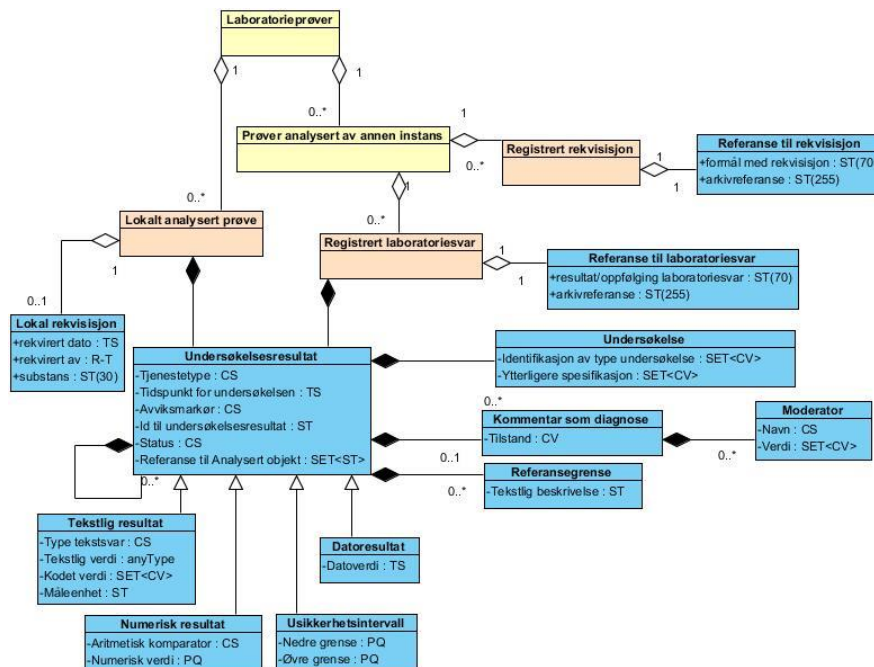 Laboratorieprøver
1
1
0..*
1
Prøver analysert av annen instans
0..*
Registrert rekvisisjon
1
1
Referanse til rekvisisjon
+formål med rekvisisjon : ST(70
+arkivreferanse : ST(255)
1
0..*
0..*
Lokalt analysert prøve
1
Registrert laboratoriesvar
1
1
Referanse til laboratoriesvar
+resultat/oppfølging laboratoriesvar : ST(70)
+arkivreferanse : ST(255)
0..1
Lokal rekvisisjon
+rekvirert dato : TS
+rekvirert av : R-T
+substans : ST(30)
Undersøkelsesresultat
-Tjenestetype : CS
-Tidspunkt for undersøkelsen : TS
-Avviksmarkør : CS
-Id til undersøkelsesresultat : ST
-Status : CS
-Referanse til Analysert objekt : SET<ST>
0..*
Undersøkelse
-Identifikasjon av type undersøkelse : SET<CV>
-Ytterligere spesifikasjon : SET<CV>
0..*
Kommentar som diagnose
-Tilstand : CV
0..1
Moderator
-Navn : CS
-Verdi : SET<CV>
0..*
Referansegrense
-Tekstlig beskrivelse : ST
0..*
Tekstlig resultat
-Type tekstsvar : CS
-Tekstlig verdi : anyType
-Kodet verdi : SET<CV>
-Måleenhet : ST
Datoresultat
-Datoverdi : TS
Numerisk resultat
-Aritmetisk komparator : CS
-Numerisk verdi : PQ
Usikkerhetsintervall
-Nedre grense : PQ
-Øvre grense : PQ